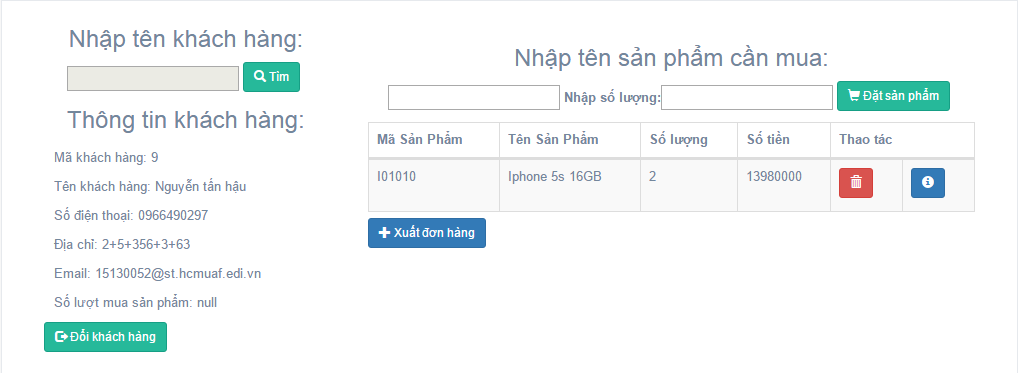 Nhập tên khách hàng:
Tìm
Thông tin khách hàng:
Mã khách hàng: 9
Tên khách hàng: Nguyễn tấn hậu
Số điện thoại: 0966490297
Địa chỉ: 2+5+356+3+63
Email: 15130052@st.hcmuaf.edi.vn
Số lượt mua sản phẩm: null
Đổi khách hàng
Nhập tên sản phẩm cần mua:
Nhập số lượng: Đặt sản phẩm
Mã Sản Phẩm Tên Sản Phẩm Số lượng Số tiền Thao tác
I01010 Iphone 5s 16GB 2 13980000
Xuất đơn hàng